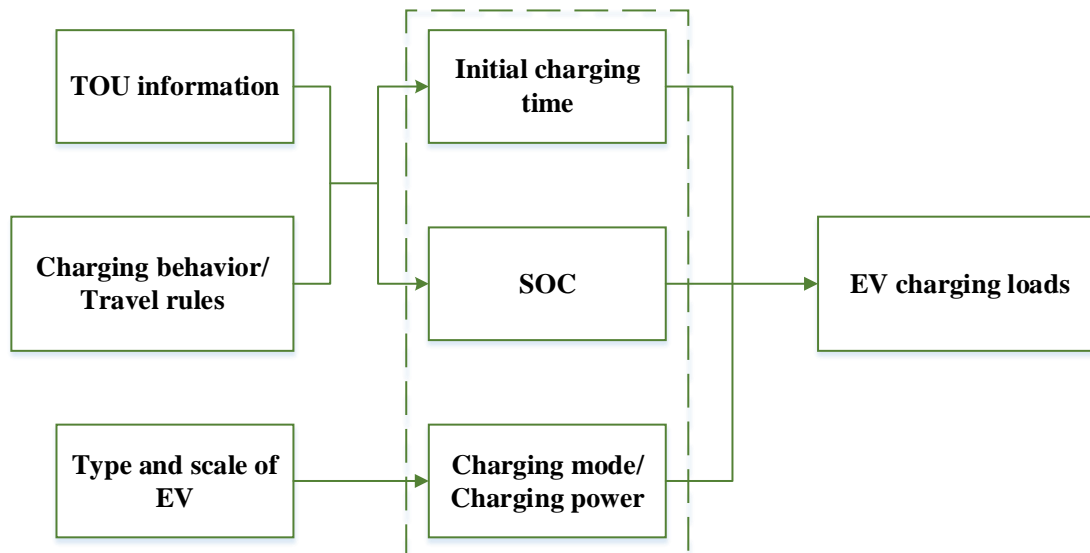 TOU information
Initial charging
time
Charging behavior/
Travel rules
SOC
EV charging loads
Type and scale of
EV
Charging mode/
Charging power